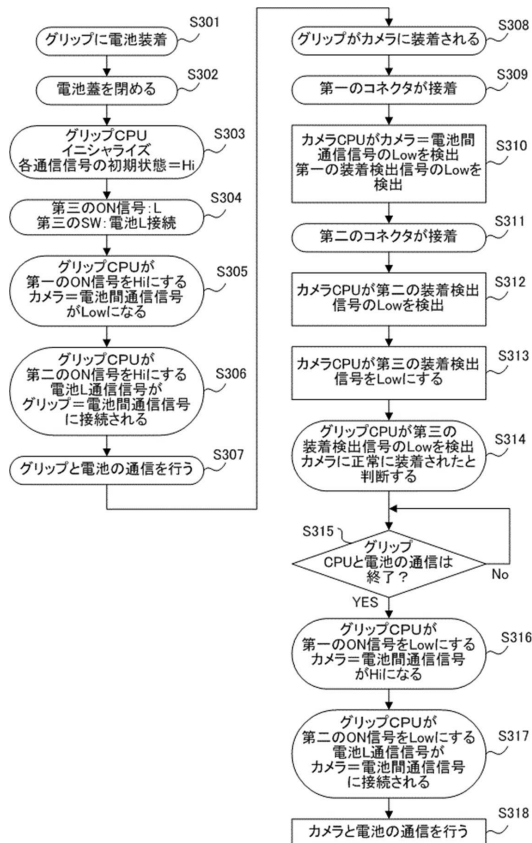 S301
グリップに電池装着
S302
電池蓋を閉める
S303
グリップCPU
イニシャライズ
各通信信号の初期状態=Hi
S304
第三のON信号:L
第三のSW:電池L接続
S305
グリップCPUが
第一のON信号をHiにする
カメラ=電池間通信信号
がLowになる
S306
グリップCPUが
第二のON信号をHiにする
電池L通信信号が
グリップ=電池間通信信号
に接続される
S307
グリップと電池の通信を行う
S308
グリップがカメラに装着される
S309
第一のコネクタが接着
S310
カメラCPUがカメラ=電池間
通信信号のLowを検出
第一の装着検出信号のLowを
検出
S311
第二のコネクタが接着
S312
カメラCPUが第二の装着検出
信号のLowを検出
S313
カメラCPUが第三の装着検出
信号をLowにする
S314
グリップCPUが第三の
装着検出信号のLowを検出
カメラに正常に装着されたと
判断する
S315
グリップ
CPUと電池の通信は
終了?
No
YES
S316
グリップCPUが
第一のON信号をLowにする
カメラ=電池間通信信号
がHiになる
S317
グリップCPUが
第二のON信号をLowにする
電池L通信信号が
カメラ=電池間通信信号
に接続される
S318
カメラと電池の通信を行う